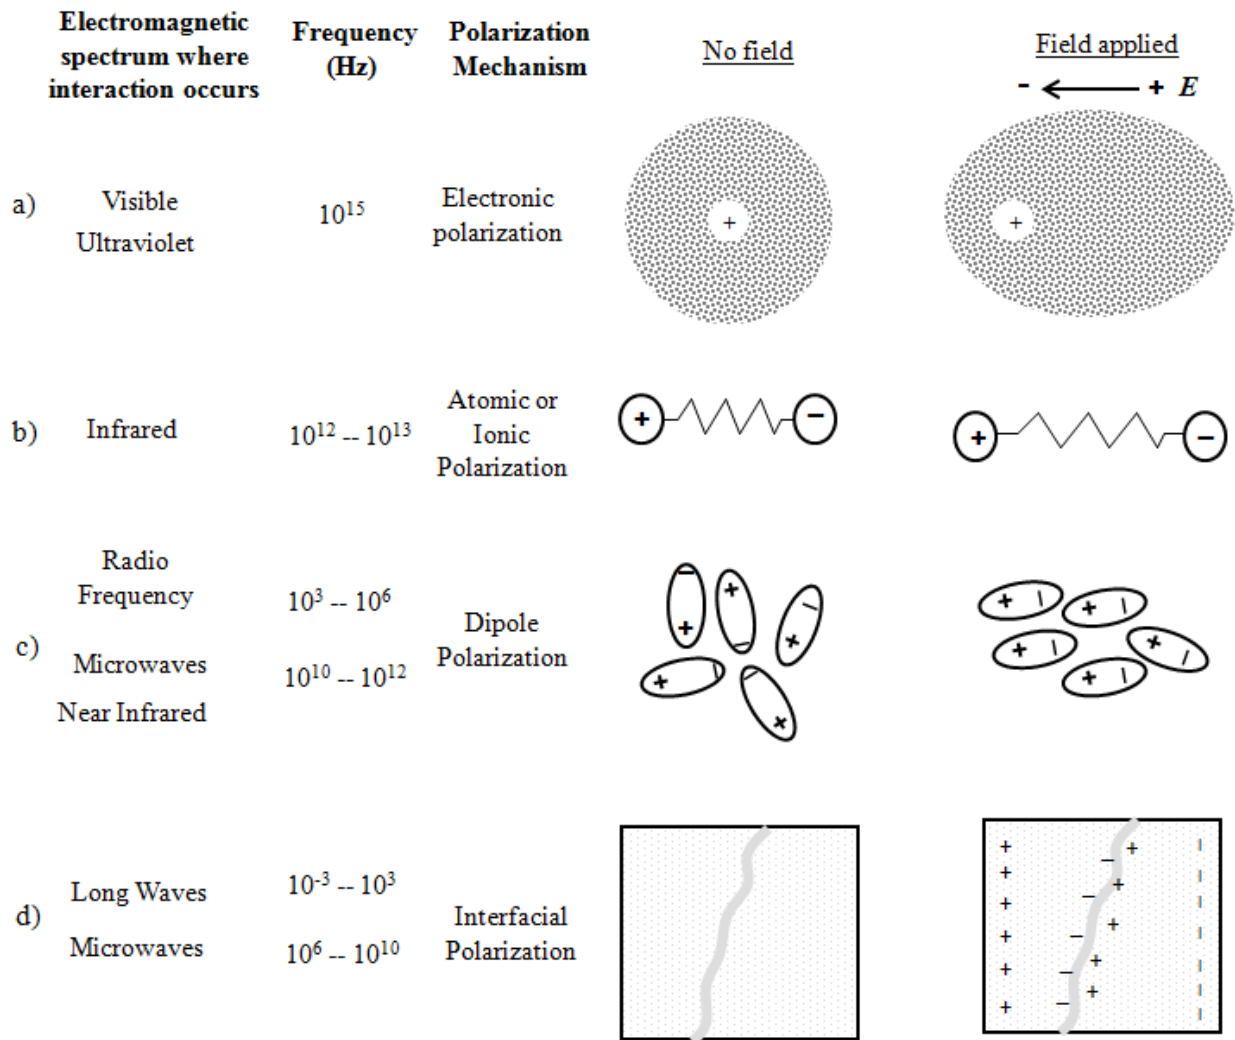 Electromagnetic
spectrum where
interaction occurs
Frequency
(Hz)
Polarization
Mechanism
No field
Field applied
- + E
a)
Visible
Ultraviolet
10¹⁵
Electronic
polarization
+
+
b)
Infrared
10¹² -- 10¹³
Atomic or
Ionic
Polarization
+ −
+ −
c)
Radio
Frequency
10³ -- 10⁶
Microwaves
Near Infrared
10¹⁰ -- 10¹²
Dipole
Polarization
d)
Long Waves
10⁻³ -- 10³
Microwaves
10⁶ -- 10¹⁰
Interfacial
Polarization